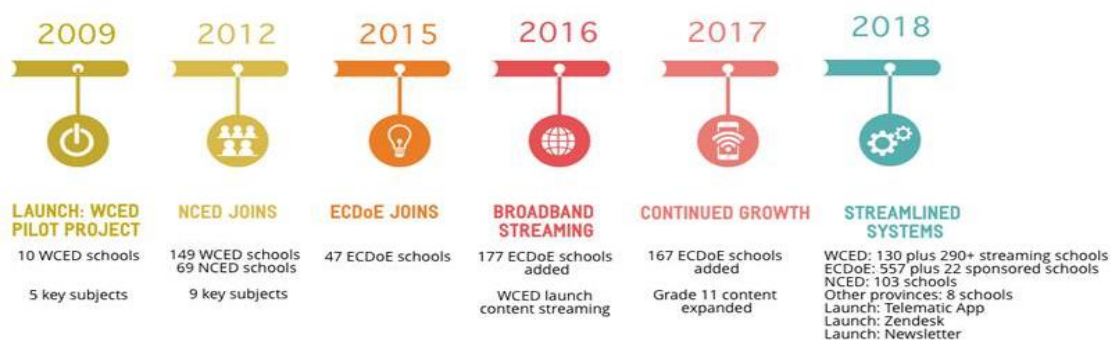 2009
2012
2015
2016
2017
2018
LAUNCH: WCED
PILOT PROJECT
10 WCED schools
5 key subjects
NCED JOINS
149 WCED schools
69 NCED schools
9 key subjects
ECDoE JOINS
47 ECDoE schools
BROADBAND
STREAMING
177 ECDoE schools
added
WCED launch
content streaming
CONTINUED GROWTH
167 ECDoE schools
added
Grade 11 content
expanded
STREAMLINED
SYSTEMS
WCED: 130 plus 290+ streaming schools
ECDoE: 557 plus 22 sponsored schools
NCED: 103 schools
Other provinces: 8 schools
Launch: Telematic App
Launch: Zendesk
Launch: Newsletter